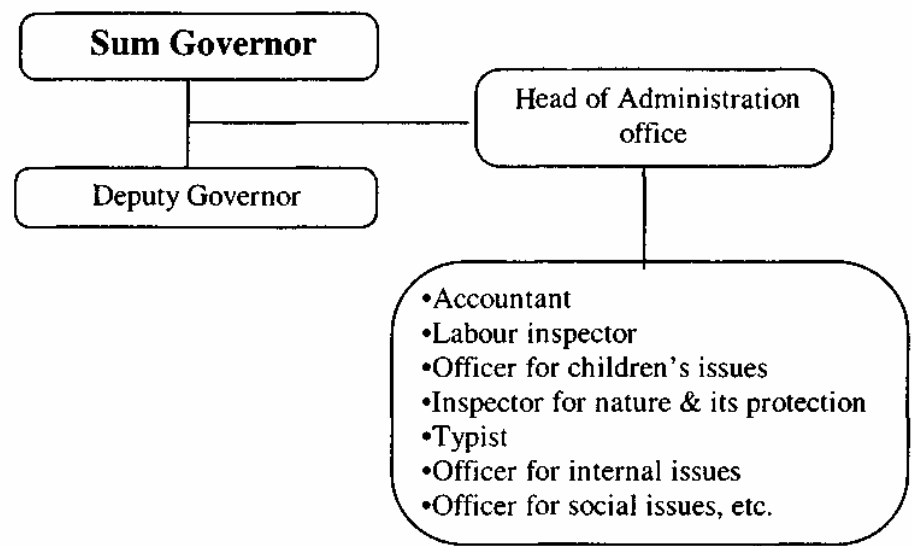 Sum Governor
Head of Administration
office
Deputy Governor
•Accountant
•Labour inspector
•Officer for children's issues
•Inspector for nature & its protection
•Typist
•Officer for internal issues
•Officer for social issues, etc.